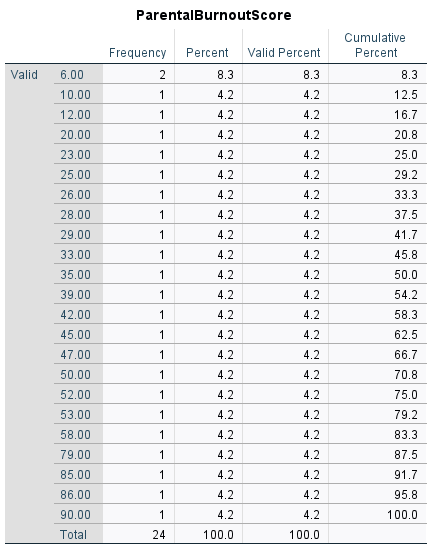 ParentalBurnoutScore
Frequency Percent Valid Percent Cumulative Percent
Valid 6.00 2 8.3 8.3 8.3
10.00 1 4.2 4.2 12.5
12.00 1 4.2 4.2 16.7
20.00 1 4.2 4.2 20.8
23.00 1 4.2 4.2 25.0
25.00 1 4.2 4.2 29.2
26.00 1 4.2 4.2 33.3
28.00 1 4.2 4.2 37.5
29.00 1 4.2 4.2 41.7
33.00 1 4.2 4.2 45.8
35.00 1 4.2 4.2 50.0
39.00 1 4.2 4.2 54.2
42.00 1 4.2 4.2 58.3
45.00 1 4.2 4.2 62.5
47.00 1 4.2 4.2 66.7
50.00 1 4.2 4.2 70.8
52.00 1 4.2 4.2 75.0
53.00 1 4.2 4.2 79.2
58.00 1 4.2 4.2 83.3
79.00 1 4.2 4.2 87.5
85.00 1 4.2 4.2 91.7
86.00 1 4.2 4.2 95.8
90.00 1 4.2 4.2 100.0
Total 24 100.0 100.0